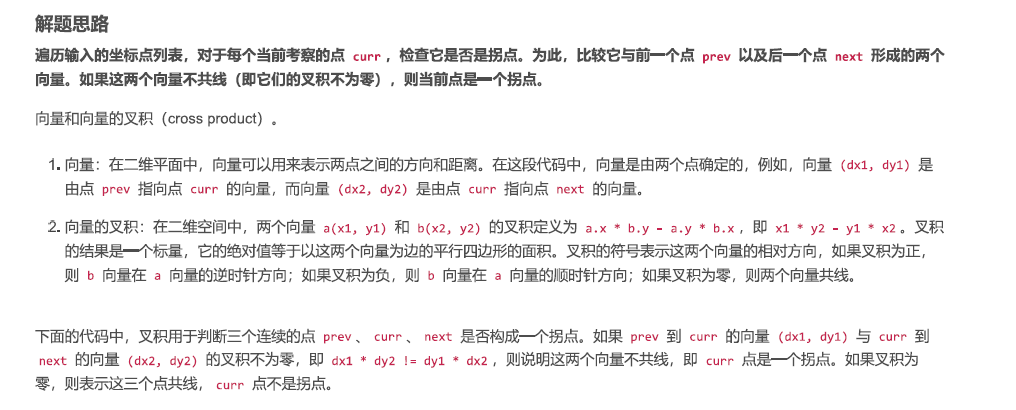 解题思路
遍历输入的坐标点列表，对于每个当前考察的点 curr ，检查它是否是拐点。为此，比较它与前一个点 prev 以及后一个点 next 形成的两个
向量。如果这两个向量不共线（即它们的叉积不为零），则当前点是一个拐点。
向量和向量的叉积（cross product）。
1. 向量：在二维平面中，向量可以用来表示两点之间的方向和距离。在这段代码中，向量是由两个点确定的，例如，向量 (dx1, dy1) 是
由点 prev 指向点 curr 的向量，而向量 (dx2, dy2) 是由点 curr 指向点 next 的向量。
2. 向量的叉积：在二维空间中，两个向量 a(x1, y1) 和 b(x2, y2) 的叉积定义为 a.x * b.y - a.y * b.x ，即 x1 * y2 - y1 * x2 。叉积
的结果是一个标量，它的绝对值等于以这两个向量为边的平行四边形的面积。叉积的符号表示这两个向量的相对方向，如果叉积为正，
则 b 向量在 a 向量的逆时针方向；如果叉积为负，则 b 向量在 a 向量的顺时针方向；如果叉积为零，则两个向量共线。
下面的代码中，叉积用于判断三个连续的点 prev 、 curr 、 next 是否构成一个拐点。如果 prev 到 curr 的向量 (dx1, dy1) 与 curr 到
next 的向量 (dx2, dy2) 的叉积不为零，即 dx1 * dy2 != dy1 * dx2 ，则说明这两个向量不共线，即 curr 点是一个拐点。如果叉积为
零，则表示这三个点共线， curr 点不是拐点。